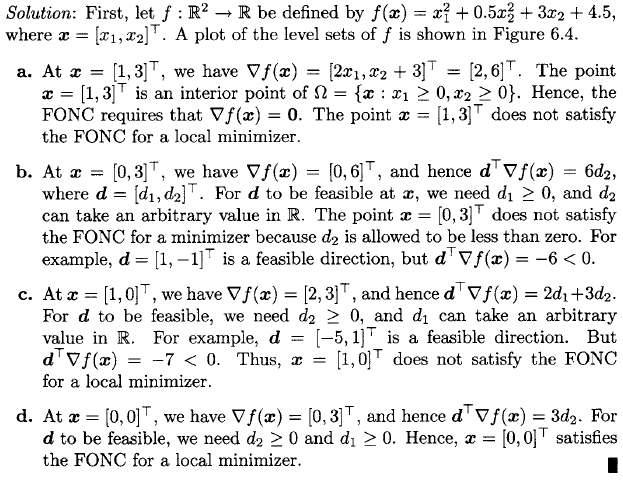 Solution: First, let f : ℝ² → ℝ be defined by f(x) = x₁² + 0.5x₂² + 3x₂ + 4.5,
where x = [x₁, x₂]⊤. A plot of the level sets of f is shown in Figure 6.4.
a. At x = [1, 3]⊤, we have ∇f(x) = [2x₁, x₂ + 3]⊤ = [2, 6]⊤. The point
x = [1, 3]⊤ is an interior point of Ω = {x : x₁ ≥ 0, x₂ ≥ 0}. Hence, the
FONC requires that ∇f(x) = 0. The point x = [1, 3]⊤ does not satisfy
the FONC for a local minimizer.
b. At x = [0, 3]⊤, we have ∇f(x) = [0, 6]⊤, and hence d⊤∇f(x) = 6d₂,
where d = [d₁, d₂]⊤. For d to be feasible at x, we need d₁ ≥ 0, and d₂
can take an arbitrary value in ℝ. The point x = [0, 3]⊤ does not satisfy
the FONC for a minimizer because d₂ is allowed to be less than zero. For
example, d = [1, −1]⊤ is a feasible direction, but d⊤∇f(x) = −6 < 0.
c. At x = [1, 0]⊤, we have ∇f(x) = [2, 3]⊤, and hence d⊤∇f(x) = 2d₁+3d₂.
For d to be feasible, we need d₂ ≥ 0, and d₁ can take an arbitrary
value in ℝ. For example, d = [−5, 1]⊤ is a feasible direction. But
d⊤∇f(x) = −7 < 0. Thus, x = [1, 0]⊤ does not satisfy the FONC
for a local minimizer.
d. At x = [0, 0]⊤, we have ∇f(x) = [0, 3]⊤, and hence d⊤∇f(x) = 3d₂. For
d to be feasible, we need d₂ ≥ 0 and d₁ ≥ 0. Hence, x = [0, 0]⊤ satisfies
the FONC for a local minimizer.